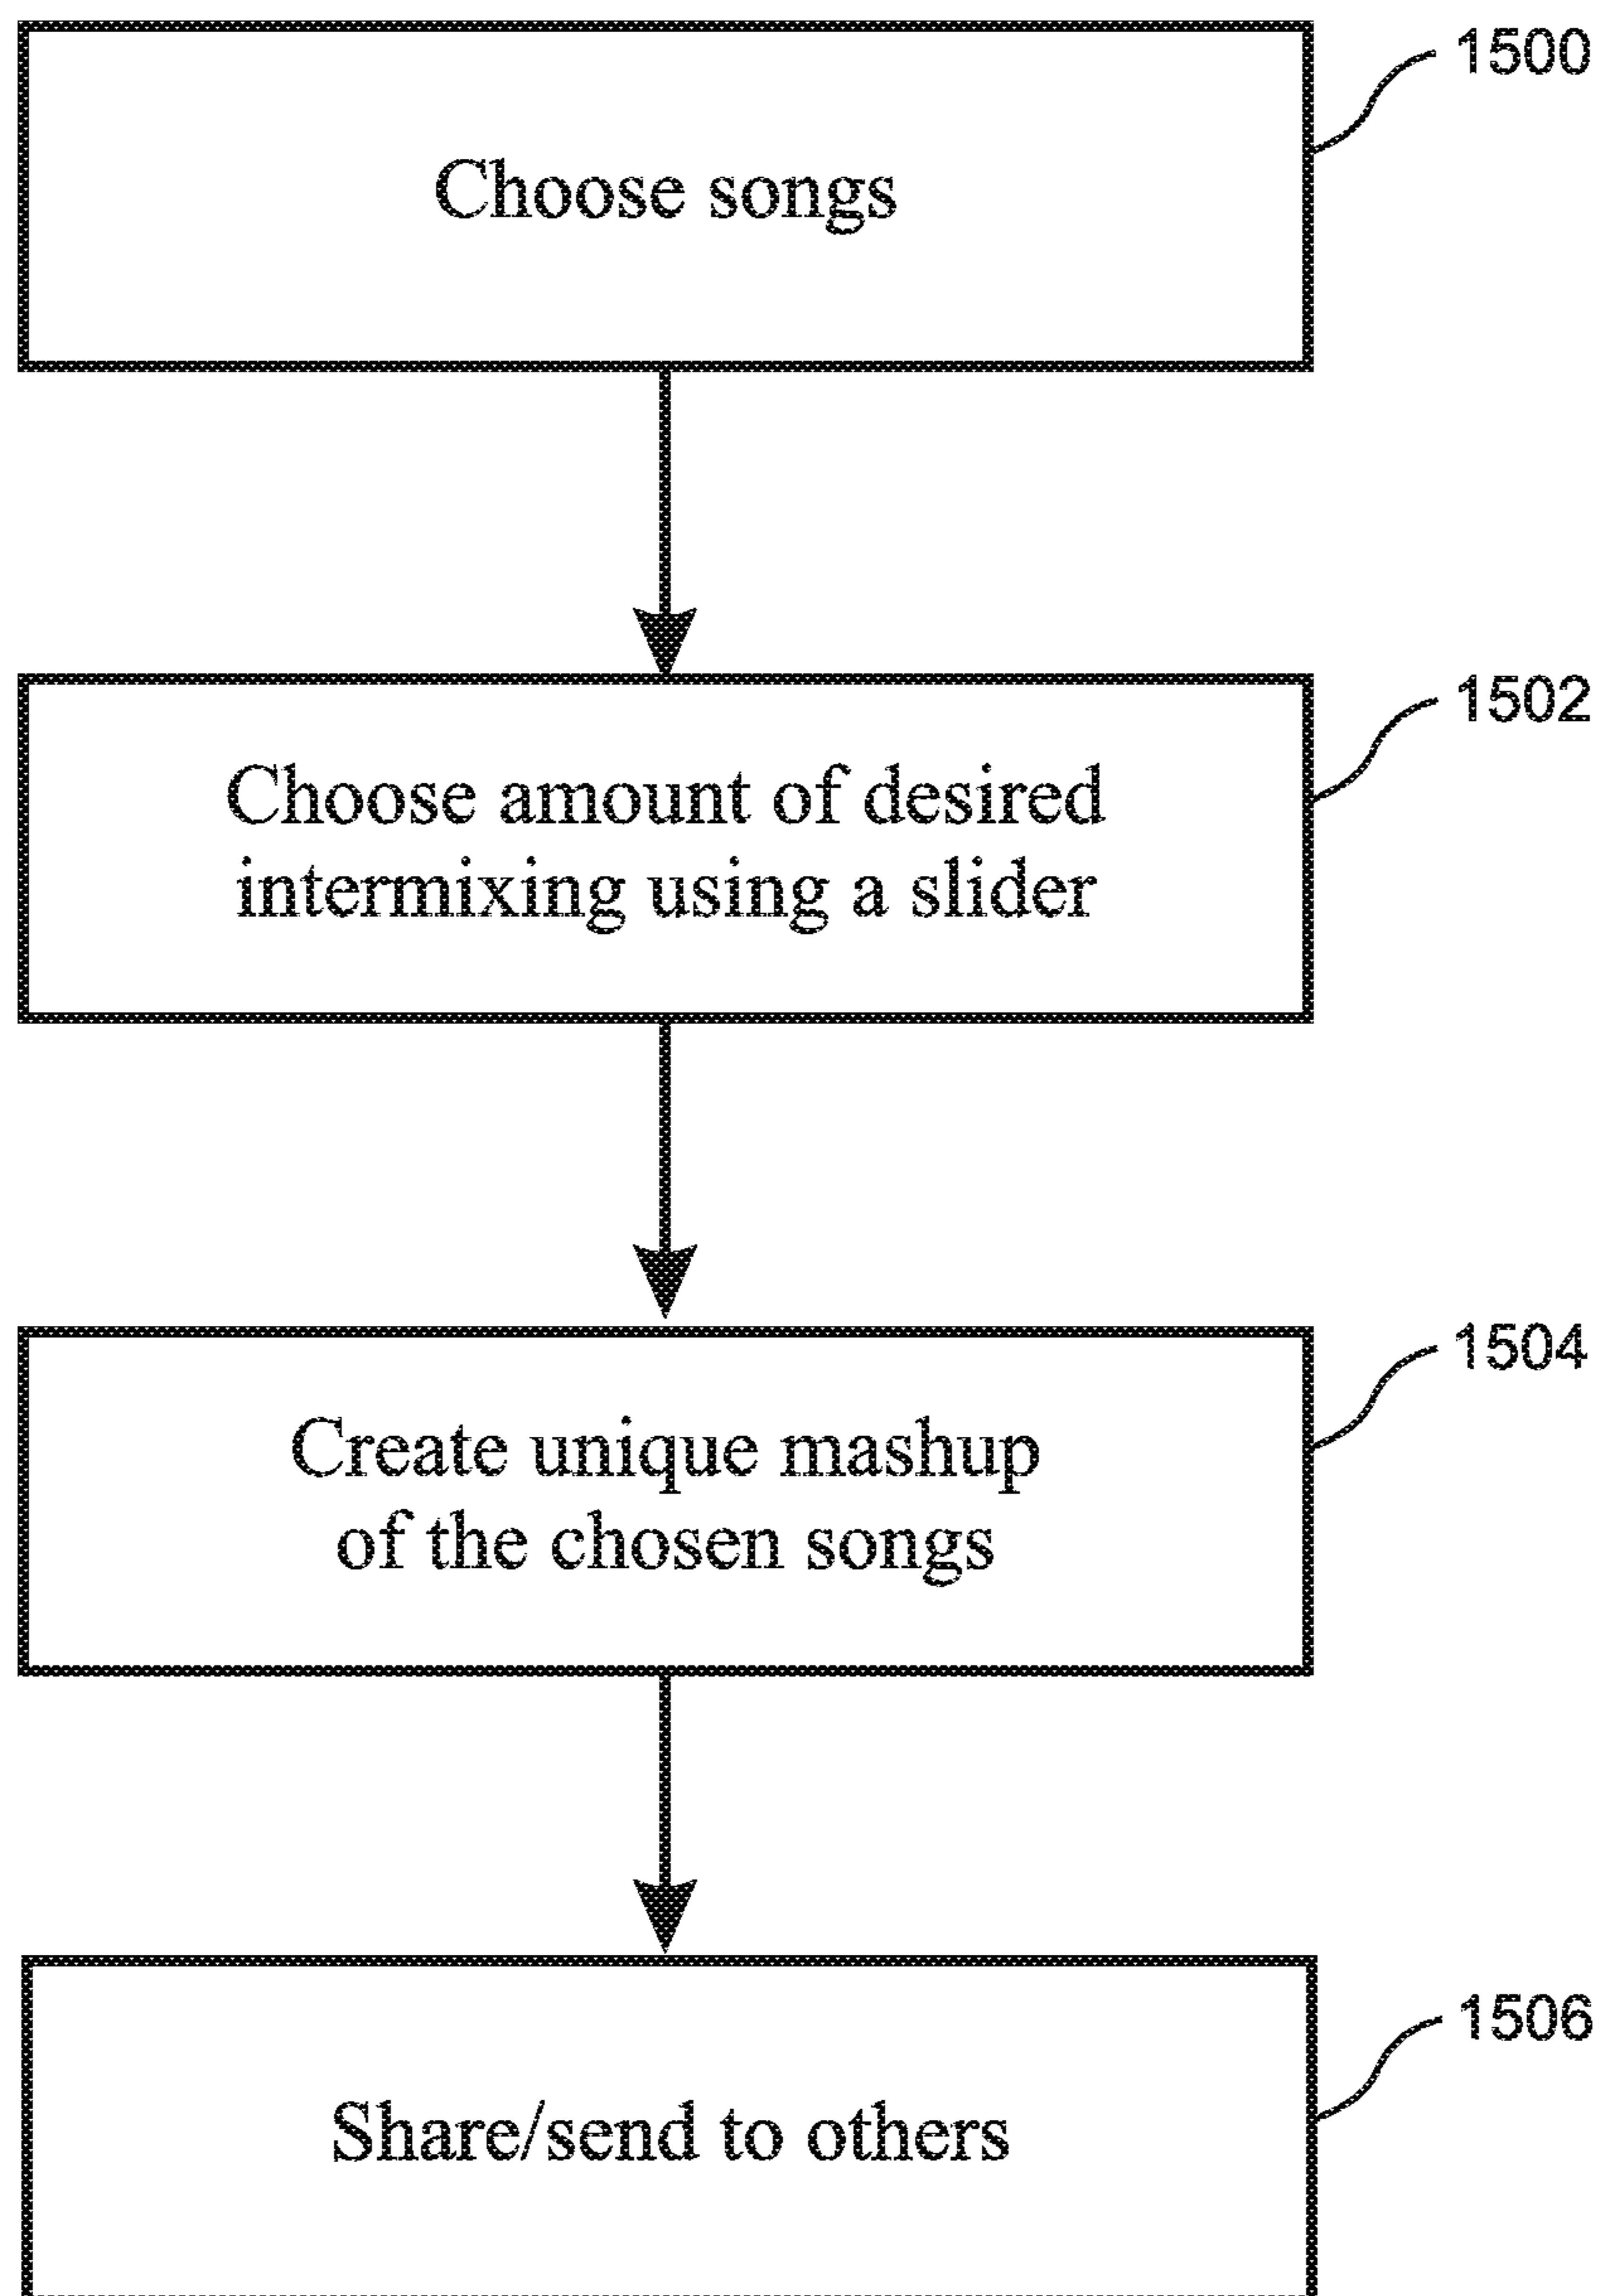 1500
Choose songs
1502
Choose amount of desired
intermixing using a slider
1504
Create unique mashup
of the chosen songs
1506
Share/send to others